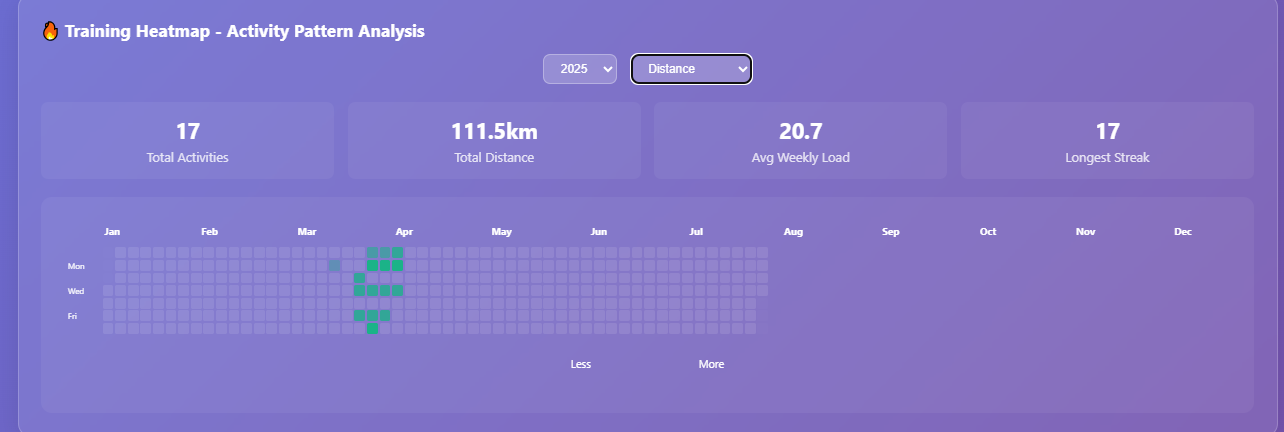 🔥 Training Heatmap - Activity Pattern Analysis
2025 Distance
17 111.5km 20.7 17
Total Activities Total Distance Avg Weekly Load Longest Streak
Jan Feb Mar Apr May Jun Jul Aug Sep Oct Nov Dec
Mon
Wed
Fri
Less More